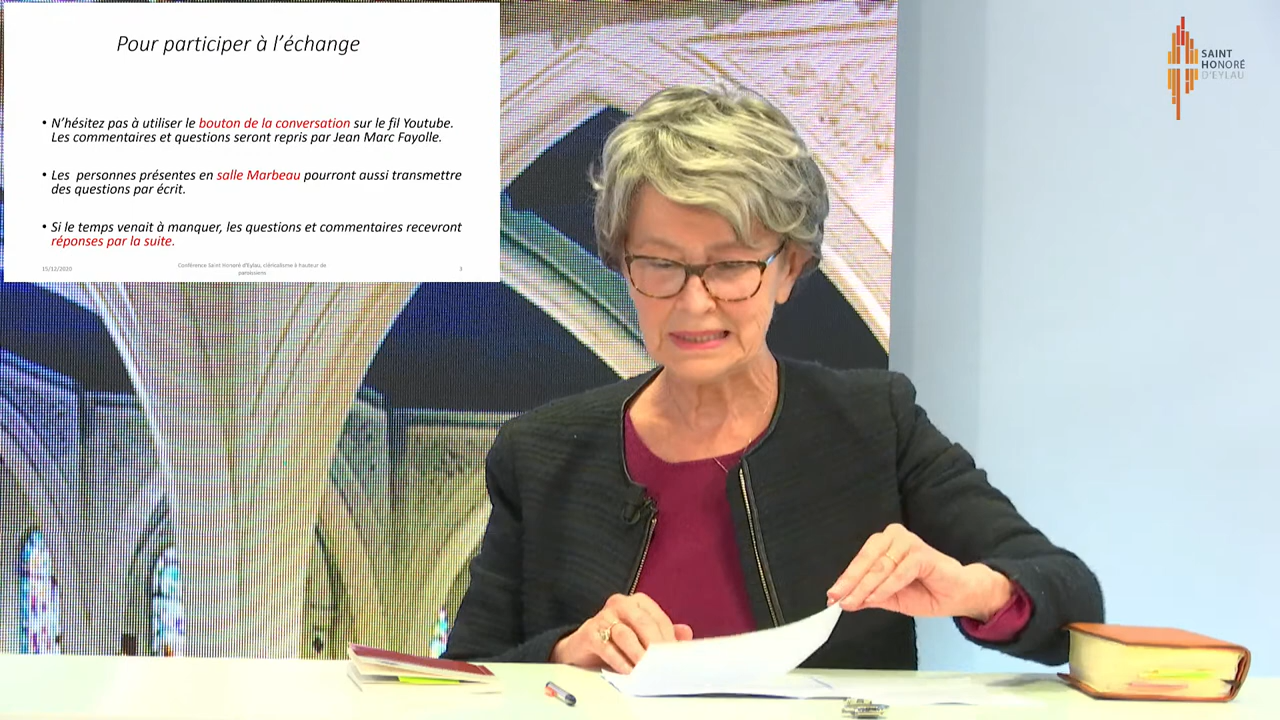 Pour participer à l'échange
• N'hésitez pas à utiliser le bouton de la conversation sur le fil Youtube.
Les commentaires et questions seront repris par Jean Marc Fayolle.
• Les personnes présentes en salle Marbeau pourront aussi transmettre
des questions par écrit.
• Si le temps venait à manquer, vos questions et commentaires recevront
réponses par la suite.
15/12/2020
Conférence Saint Honoré d'Eylau, cléricalisme à hauteur de
paroissiens
3
SAINT
HONORÉ
D'EYLAU